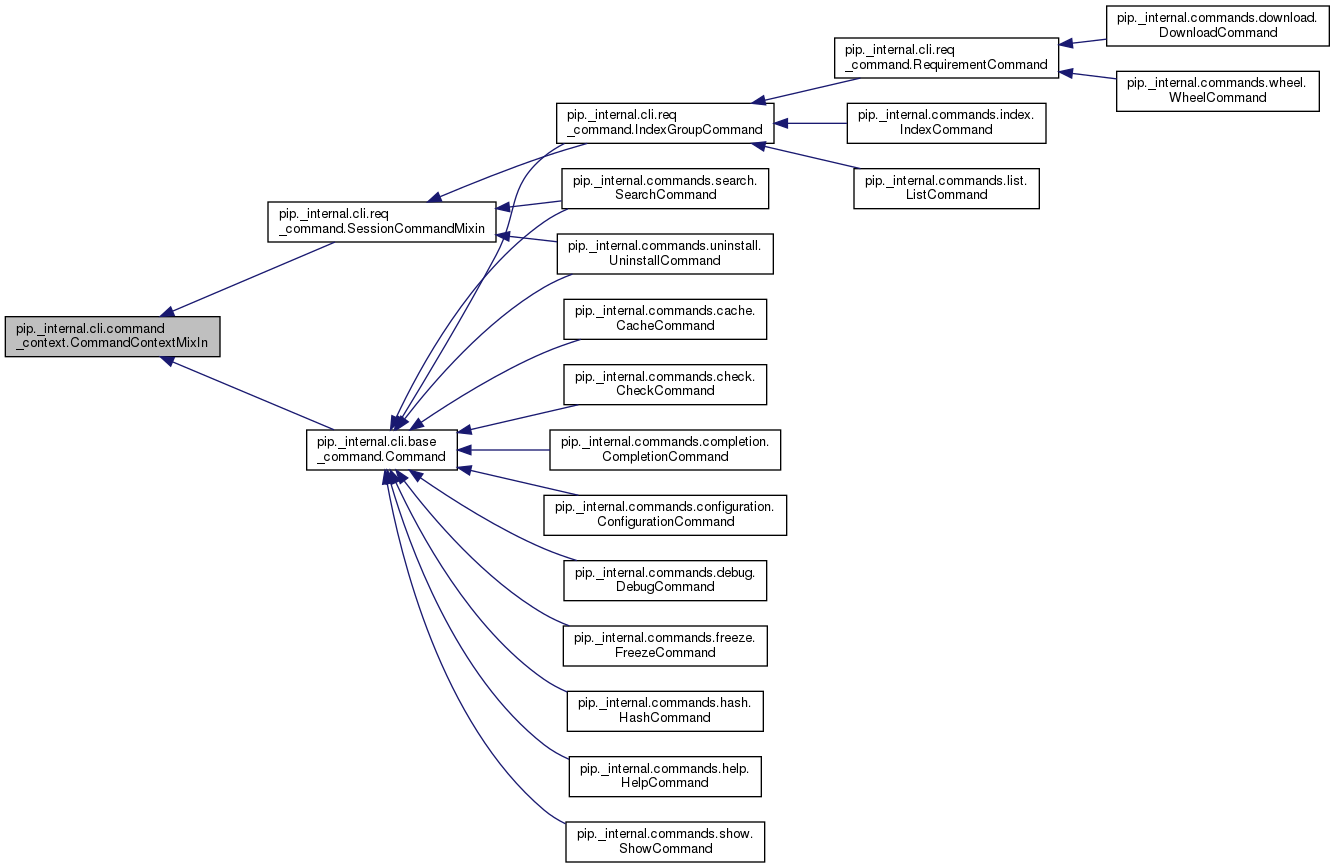 pip._internal.commands.download.
DownloadCommand
pip._internal.cli.req
_command.RequirementCommand
pip._internal.commands.wheel.
WheelCommand
pip._internal.cli.req
_command.IndexGroupCommand
pip._internal.commands.index.
IndexCommand
pip._internal.commands.list.
ListCommand
pip._internal.commands.search.
SearchCommand
pip._internal.cli.req
_command.SessionCommandMixin
pip._internal.commands.uninstall.
UninstallCommand
pip._internal.commands.cache.
CacheCommand
pip._internal.cli.command
_context.CommandContextMixIn
pip._internal.commands.check.
CheckCommand
pip._internal.cli.base
_command.Command
pip._internal.commands.completion.
CompletionCommand
pip._internal.commands.configuration.
ConfigurationCommand
pip._internal.commands.debug.
DebugCommand
pip._internal.commands.freeze.
FreezeCommand
pip._internal.commands.hash.
HashCommand
pip._internal.commands.help.
HelpCommand
pip._internal.commands.show.
ShowCommand